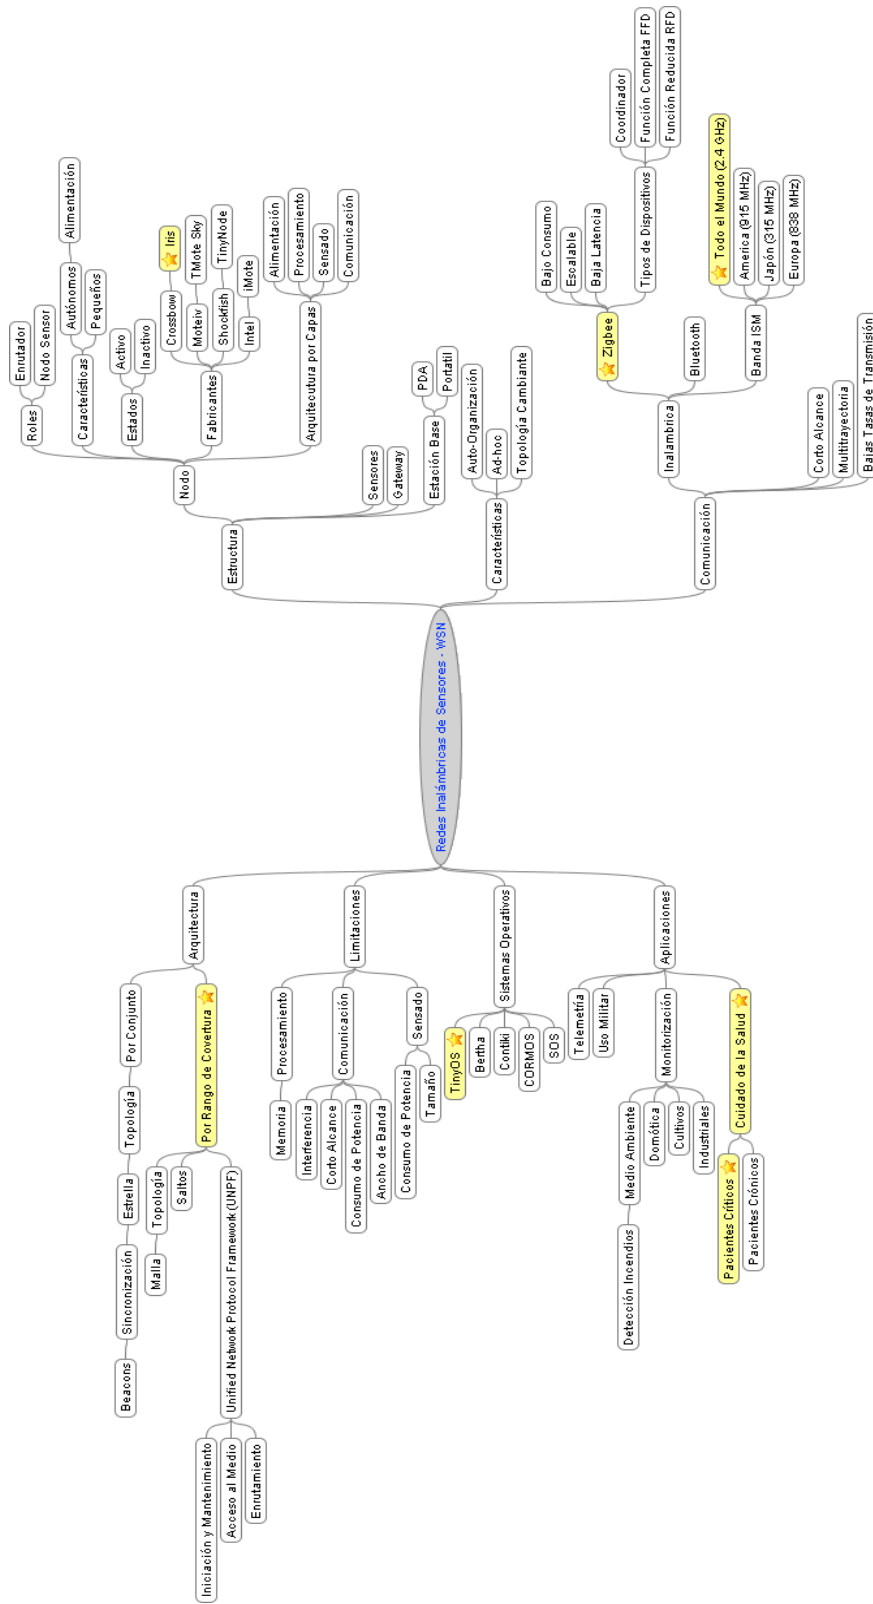 Redes Inalámbricas de Sensores - WSN
Estructura
Nodo
Roles
Enrutador
Nodo Sensor
Características
Autónomos
Alimentación
Pequeños
Estados
Activo
Inactivo
Fabricantes
Crossbow
Iris
Moteiv
TMote Sky
Shockfish
TinyNode
Intel
iMote
Arquitecutura por Capas
Alimentación
Procesamiento
Sensado
Comunicación
Sensores
Gateway
Estación Base
PDA
Portatil
Características
Auto-Organización
Ad-hoc
Topología Cambiante
Comunicación
Inalambrica
Zigbee
Bajo Consumo
Escalable
Baja Latencia
Tipos de Dispositivos
Coordinador
Función Completa FFD
Función Reducida RFD
Bluetooth
Banda ISM
Todo el Mundo (2.4 GHz)
America (915 MHz)
Japón (315 MHz)
Europa (838 MHz)
Corto Alcance
Multitrayectoria
Bajas Tasas de Transmisión
Arquitectura
Por Conjunto
Topología
Estrella
Sincronización
Beacons
Por Rango de Covertura
Topología
Malla
Saltos
Unified Network Protocol Framework (UNPF)
Iniciación y Mantenimiento
Acceso al Medio
Enrutamiento
Limitaciones
Procesamiento
Memoria
Comunicación
Interferencia
Corto Alcance
Consumo de Potencia
Ancho de Banda
Sensado
Consumo de Potencia
Tamaño
Sistemas Operativos
TinyOS
Bertha
Contiki
CORMOS
SOS
Aplicaciones
Telemetría
Uso Militar
Monitorización
Medio Ambiente
Detección Incendios
Domótica
Cultivos
Industriales
Cuidado de la Salud
Pacientes Críticos
Pacientes Crónicos